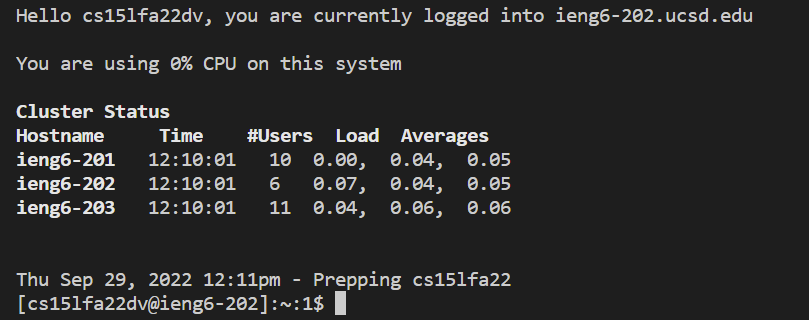 Hello cs15lfa22dv, you are currently logged into ieng6-202.ucsd.edu
You are using 0% CPU on this system
Cluster Status
Hostname Time #Users Load Averages
ieng6-201 12:10:01 10 0.00, 0.04, 0.05
ieng6-202 12:10:01 6 0.07, 0.04, 0.05
ieng6-203 12:10:01 11 0.04, 0.06, 0.06
Thu Sep 29, 2022 12:11pm - Prepping cs15lfa22
[cs15lfa22dv@ieng6-202]:~:1$